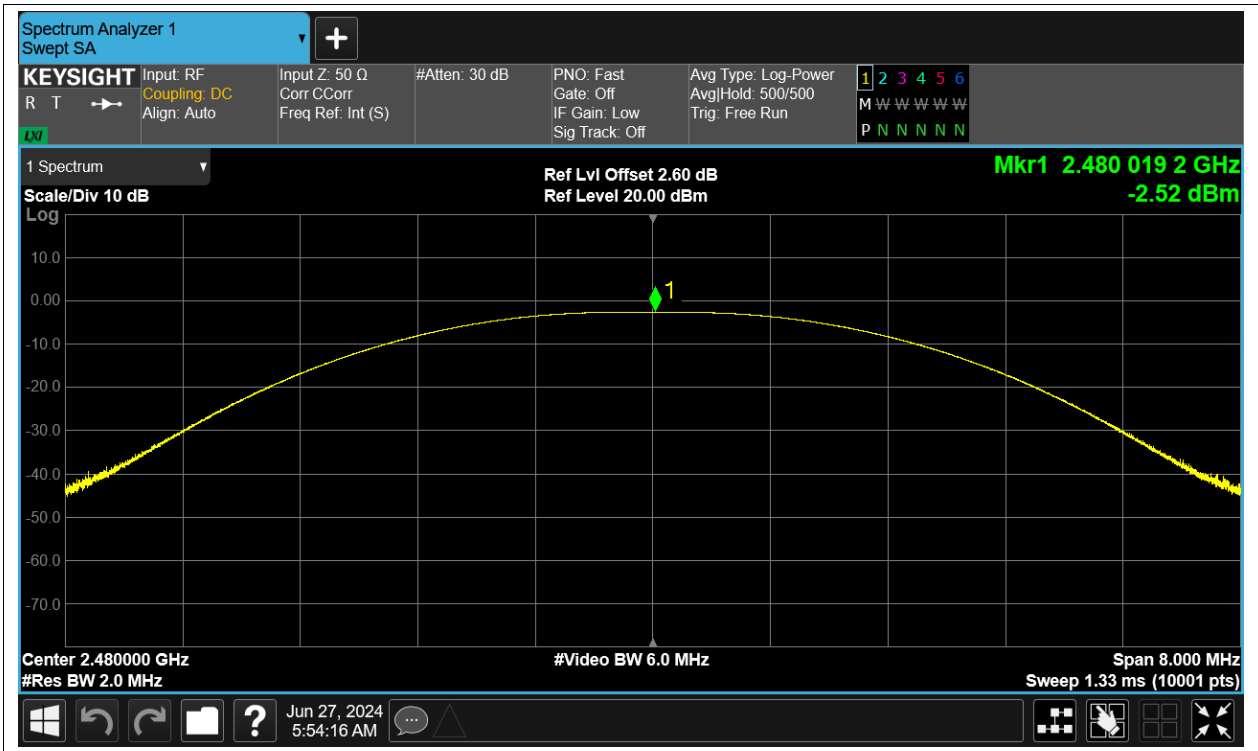 Spectrum Analyzer 1
Swept SA
KEYSIGHT
R T
LXI
Input: RF
Coupling: DC
Align: Auto
Input Z: 50 Ω
Corr CCorr
Freq Ref: Int (S)
#Atten: 30 dB
PNO: Fast
Gate: Off
IF Gain: Low
Sig Track: Off
Avg Type: Log-Power
Avg|Hold: 500/500
Trig: Free Run
1 2 3 4 5 6
M W W W W W
P N N N N N
1 Spectrum
Scale/Div 10 dB
Log
Ref Lvl Offset 2.60 dB
Ref Level 20.00 dBm
Mkr1 2.480 019 2 GHz
-2.52 dBm
10.0
0.00
-10.0
-20.0
-30.0
-40.0
-50.0
-60.0
-70.0
1
Center 2.480000 GHz
#Res BW 2.0 MHz
#Video BW 6.0 MHz
Span 8.000 MHz
Sweep 1.33 ms (10001 pts)
?
Jun 27, 2024
5:54:16 AM